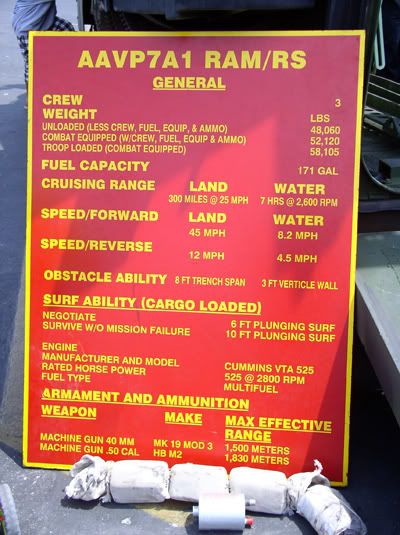 AAVP7A1 RAM/RS
GENERAL
CREW 3
WEIGHT LBS
UNLOADED (LESS CREW, FUEL, EQUIP, & AMMO) 48,060
COMBAT EQUIPPED (W/CREW, FUEL, EQUIP & AMMO) 52,120
TROOP LOADED (COMBAT EQUIPPED) 58,105
FUEL CAPACITY 171 GAL
CRUISING RANGE LAND WATER
300 MILES @ 25 MPH 7 HRS @ 2,600 RPM
SPEED/FORWARD LAND WATER
45 MPH 8.2 MPH
SPEED/REVERSE
12 MPH 4.5 MPH
OBSTACLE ABILITY 8 FT TRENCH SPAN 3 FT VERTICLE WALL
SURF ABILITY (CARGO LOADED)
NEGOTIATE 6 FT PLUNGING SURF
SURVIVE W/O MISSION FAILURE 10 FT PLUNGING SURF
ENGINE
MANUFACTURER AND MODEL CUMMINS VTA 525
RATED HORSE POWER 525 @ 2800 RPM
FUEL TYPE MULTIFUEL
ARMAMENT AND AMMUNITION
WEAPON MAKE MAX EFFECTIVE
RANGE
MACHINE GUN 40 MM MK 19 MOD 3 1,500 METERS
MACHINE GUN .50 CAL HB M2 1,830 METERS